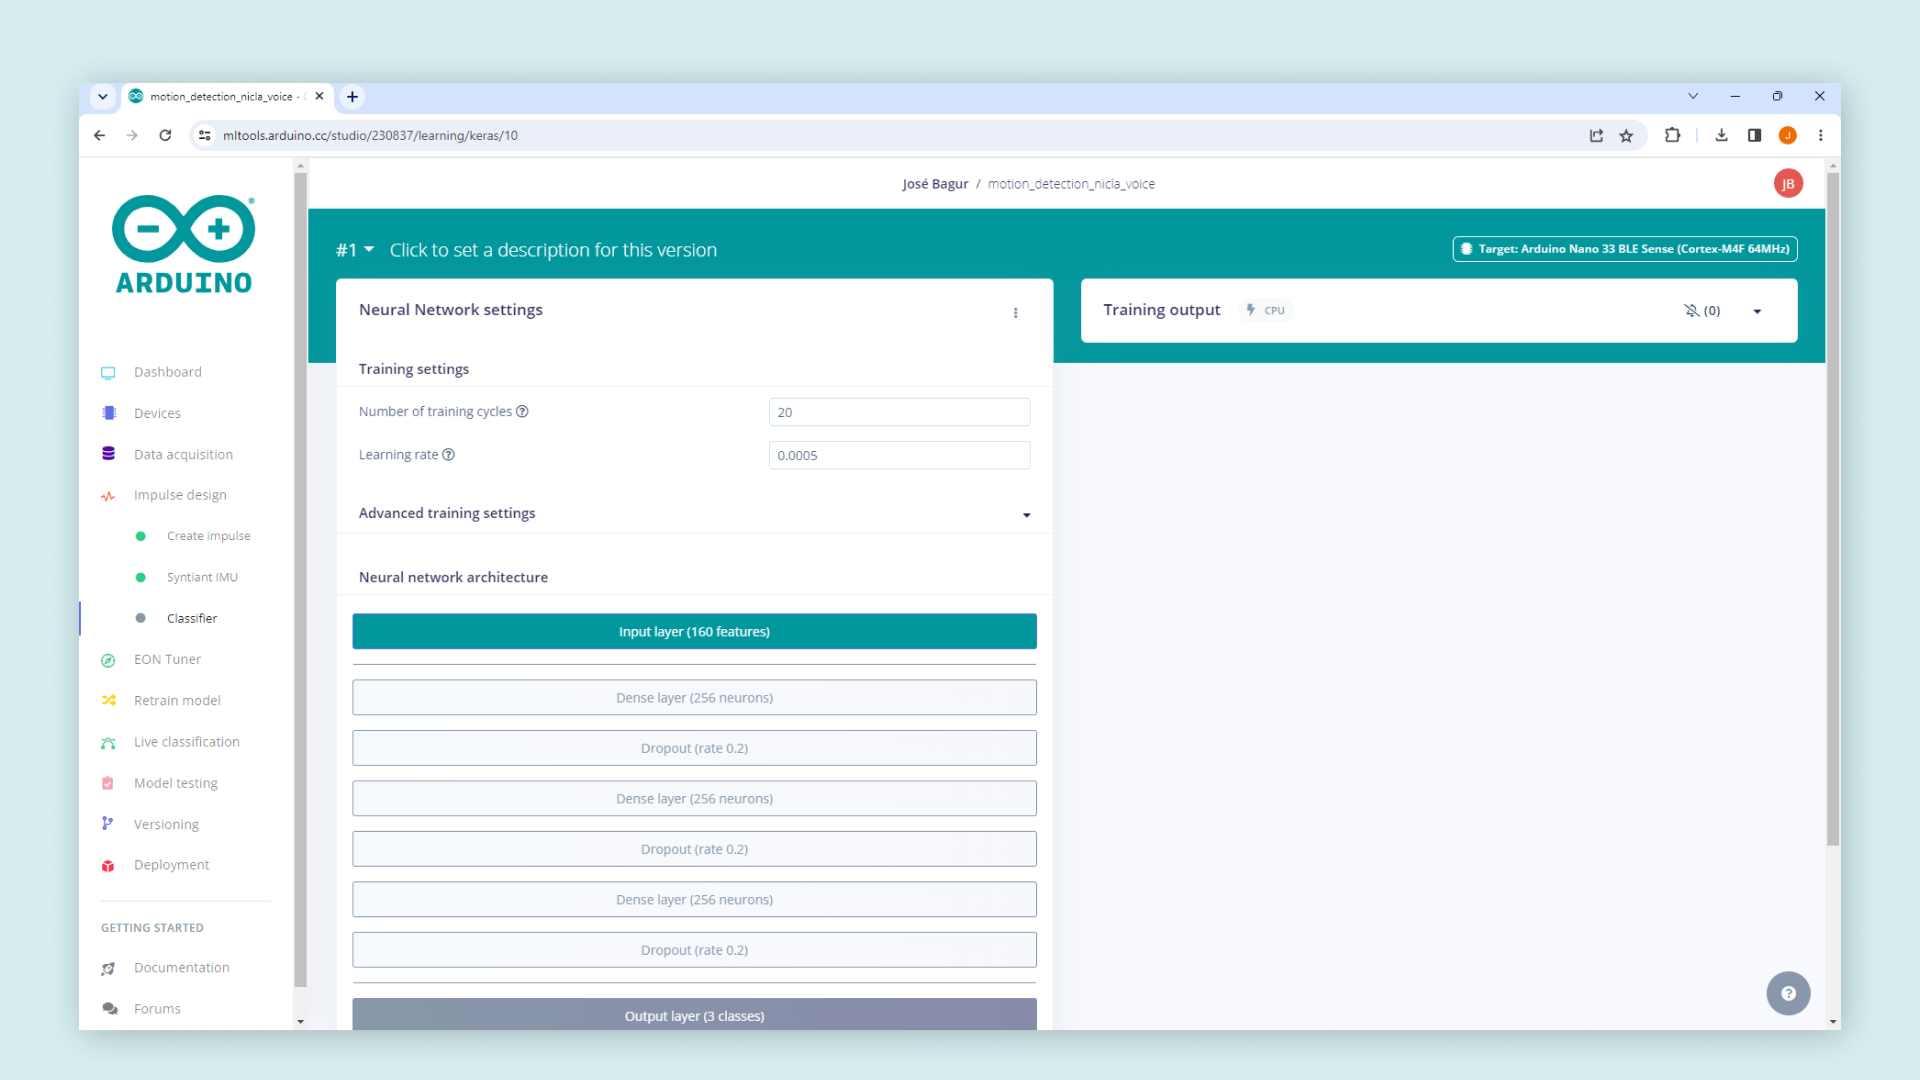 motion_detection_nicla_voice -
mltools.arduino.cc/studio/230837/learning/keras/10
J
ARDUINO
Dashboard
Devices
Data acquisition
Impulse design
Create impulse
Syntiant IMU
Classifier
EON Tuner
Retrain model
Live classification
Model testing
Versioning
Deployment
GETTING STARTED
Documentation
Forums
José Bagur / motion_detection_nicla_voice
JB
#1 Click to set a description for this version
Target: Arduino Nano 33 BLE Sense (Cortex-M4F 64MHz)
Neural Network settings
Training settings
Number of training cycles
20
Learning rate
0.0005
Advanced training settings
Neural network architecture
Input layer (160 features)
Dense layer (256 neurons)
Dropout (rate 0.2)
Dense layer (256 neurons)
Dropout (rate 0.2)
Dense layer (256 neurons)
Dropout (rate 0.2)
Output layer (3 classes)
Training output
CPU
(0)